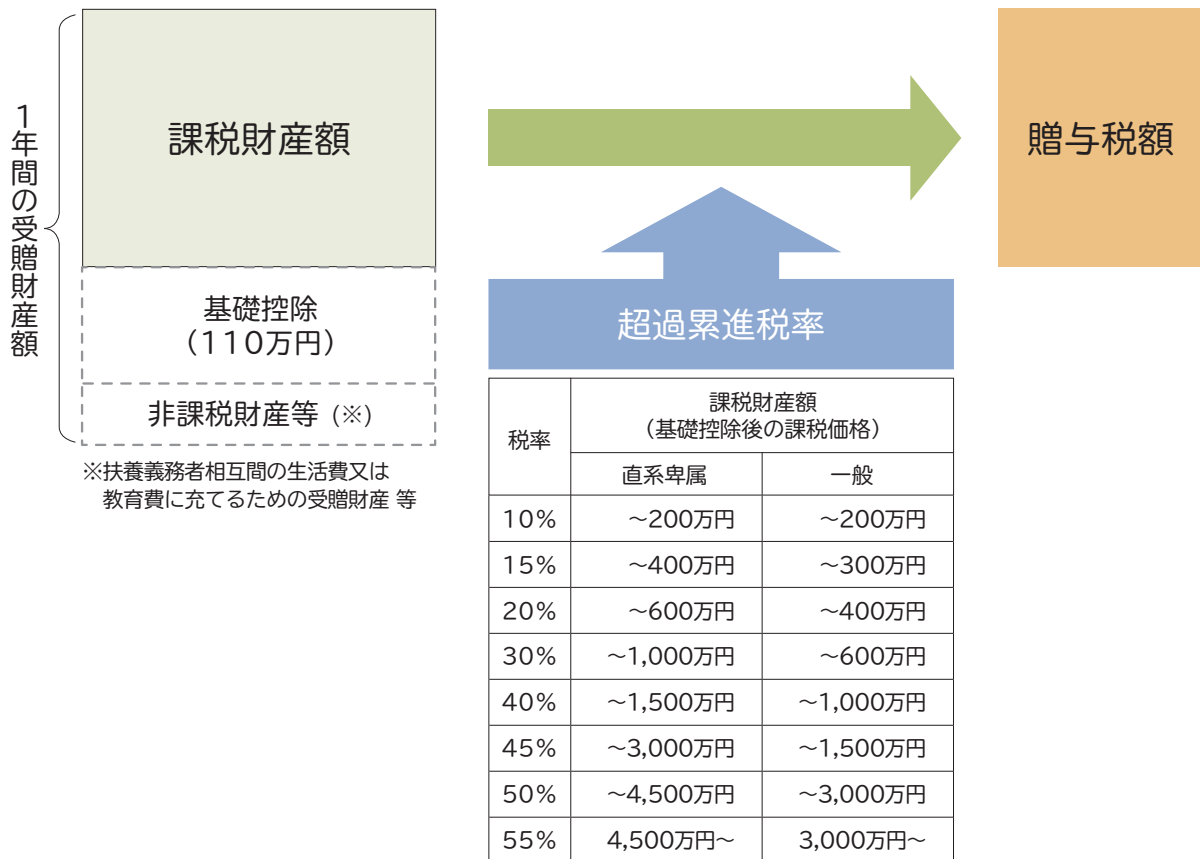 1年間の受贈財産額
課税財産額
基礎控除
（110万円）
非課税財産等 (※)
※扶養義務者相互間の生活費又は
教育費に充てるための受贈財産 等
贈与税額
超過累進税率
税率
課税財産額
（基礎控除後の課税価格）
直系卑属 一般
10% ～200万円 ～200万円
15% ～400万円 ～300万円
20% ～600万円 ～400万円
30% ～1,000万円 ～600万円
40% ～1,500万円 ～1,000万円
45% ～3,000万円 ～1,500万円
50% ～4,500万円 ～3,000万円
55% 4,500万円～ 3,000万円～